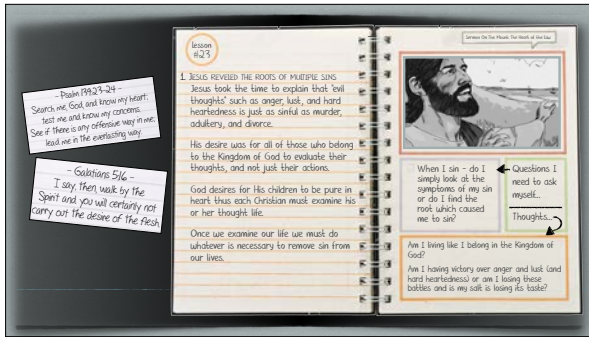 - Psalm 139:23-24 -
Search me, God, and know my heart;
test me and know my concerns.
See if there is any offensive way in me;
lead me in the everlasting way.
- Galatians 5:16 -
I say, then, walk by the
Spirit and you will certainly not
carry out the desire of the flesh
lesson
#123
1. JESUS REVEILED THE ROOTS OF MULTIPLE SINS
Jesus took the time to explain that "evil
thoughts" such as anger, lust, and hard
heartedness is just as sinful as murder,
adultery, and divorce.
His desire was for all of those who belong
to the Kingdom of God to evaluate their
thoughts, and not just their actions.
God desires for His children to be pure in
heart thus each Christian must examine his
or her thought life.
Once we examine our life we must do
whatever is necessary to remove sin from
our lives.
Sermon On The Mount: The Heart of the Law
When I sin - do I
simply look at the
symptoms of my sin
or do I find the
root which caused
me to sin?
Questions I
need to ask
myself...
Thoughts...
Am I living like I belong in the Kingdom of
God?
Am I having victory over anger and lust (and
hard heartedness) or am I losing these
battles and is my salt is losing its taste?